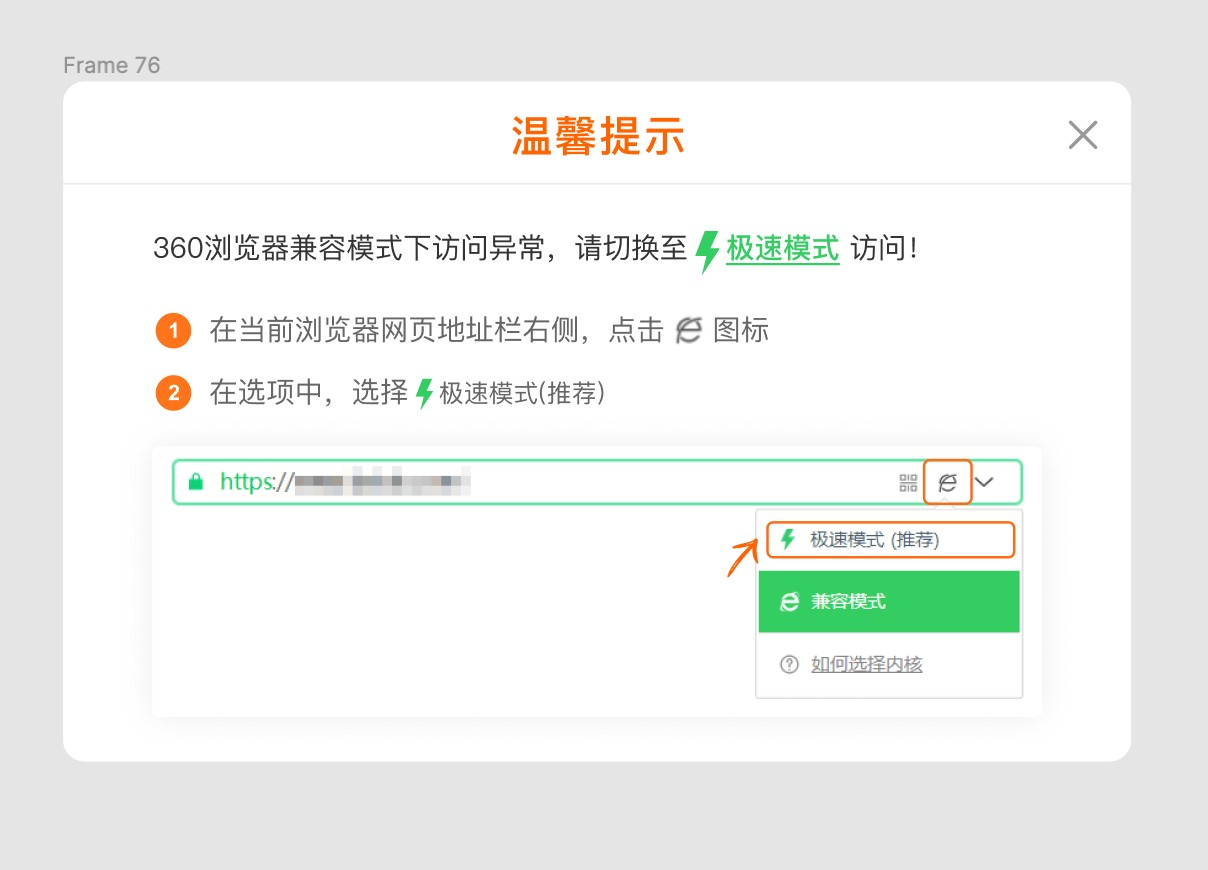 Frame 76
温馨提示
360浏览器兼容模式下访问异常，请切换至 极速模式 访问！
1 在当前浏览器网页地址栏右侧，点击 图标
2 在选项中，选择 极速模式(推荐)
https://
极速模式 (推荐)
兼容模式
如何选择内核